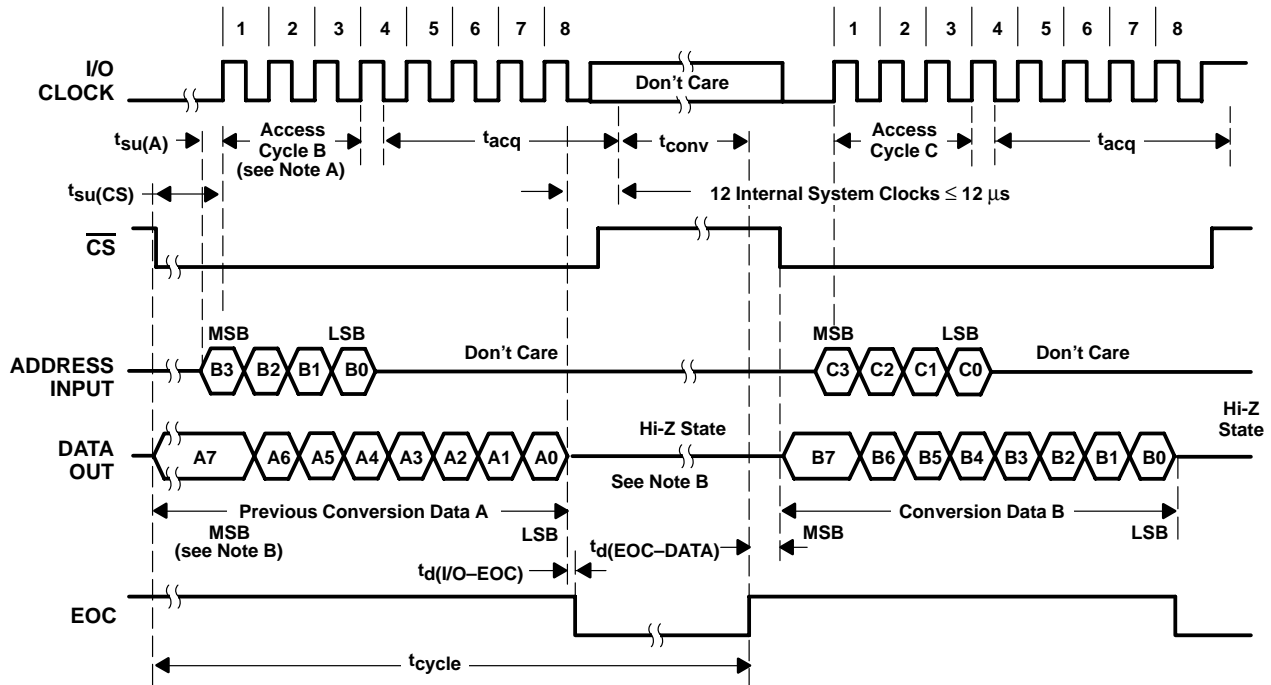 1 2 3 4 5 6 7 8 1 2 3 4 5 6 7 8
I/O
CLOCK
Don't Care
tsu(A)
Access
Cycle B
(see Note A)
tacq
tconv
Access
Cycle C
tacq
tsu(CS)
12 Internal System Clocks ≤ 12 μs
CS
MSB LSB MSB LSB
ADDRESS
INPUT
B3 B2 B1 B0 Don't Care C3 C2 C1 C0 Don't Care
Hi-Z
State
DATA
OUT
A7 A6 A5 A4 A3 A2 A1 A0
Hi-Z State
See Note B
B7 B6 B5 B4 B3 B2 B1 B0
Previous Conversion Data A
Conversion Data B
MSB
(see Note B)
LSB
MSB LSB
td(EOC–DATA)
td(I/O–EOC)
EOC
tcycle